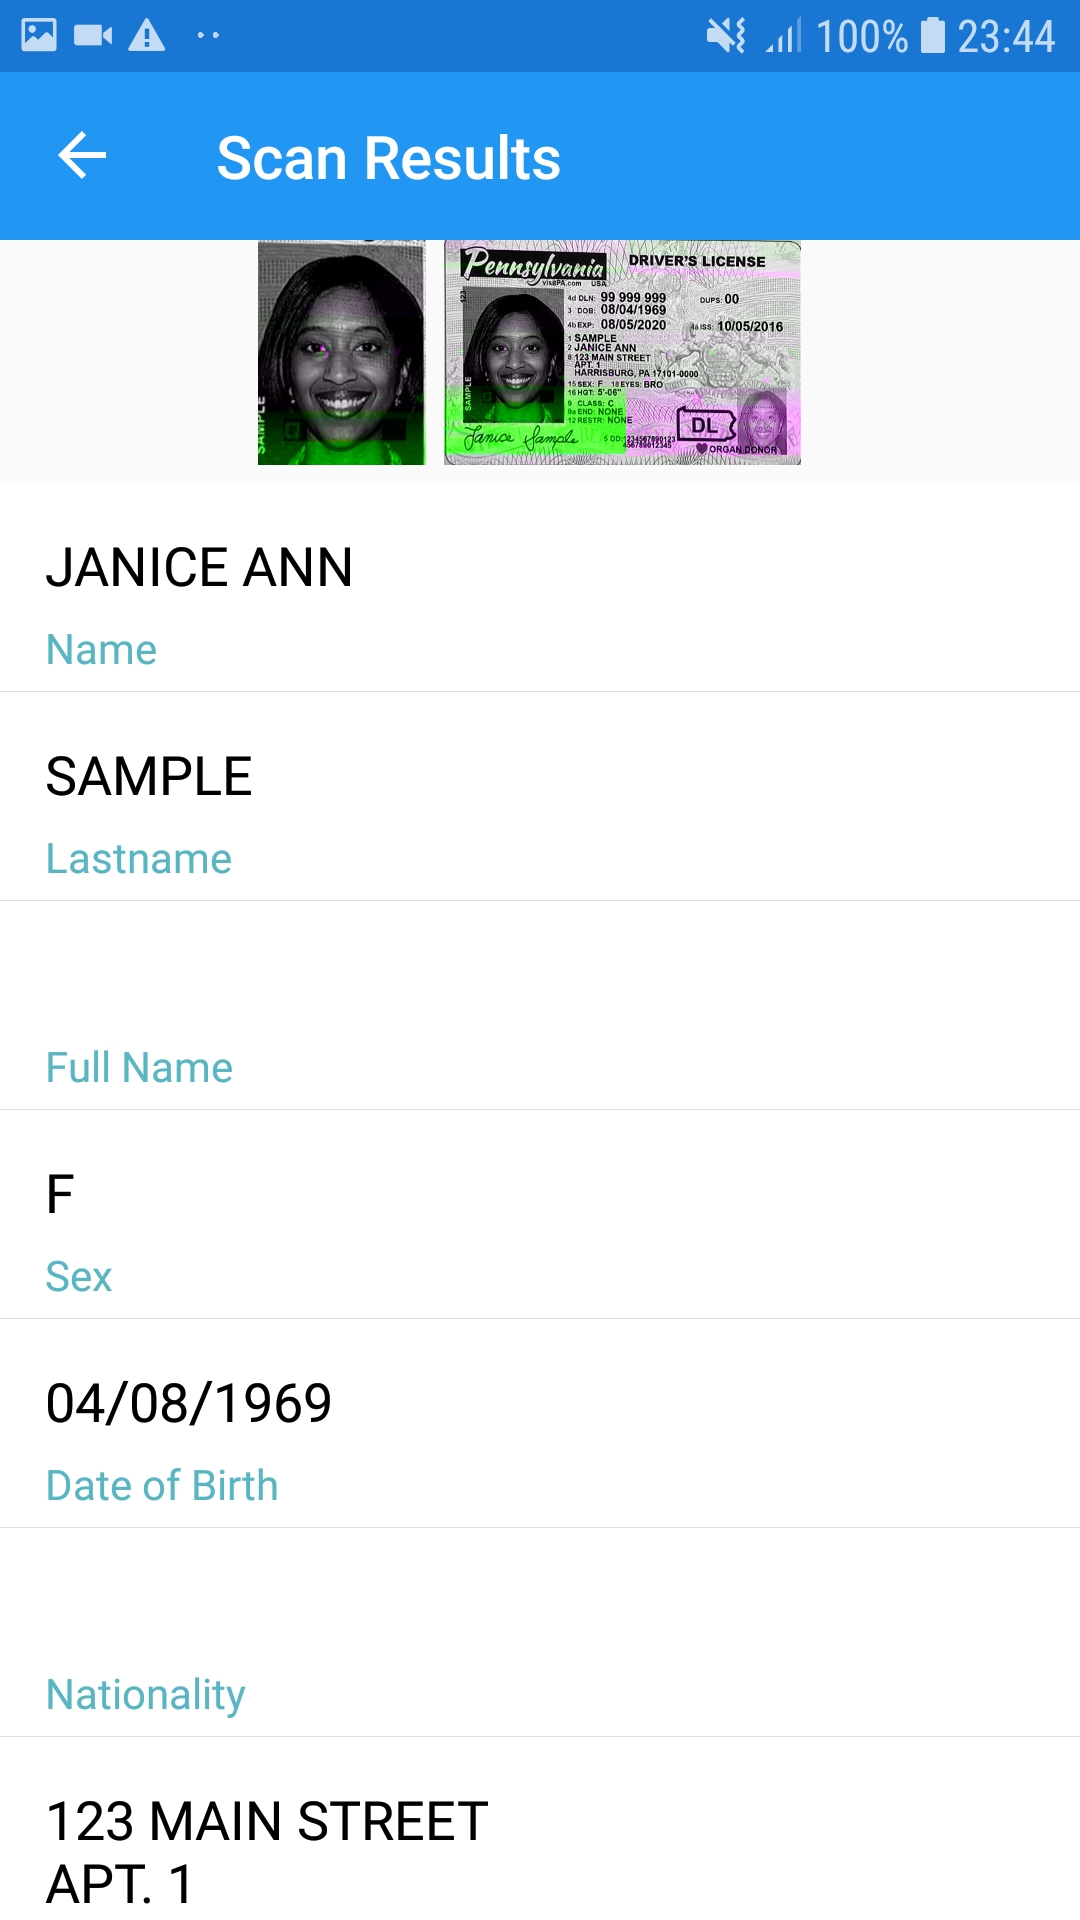 100% 23:44
Scan Results
SAMPLE
Pennsylvania
visitPA.com USA
DRIVER'S LICENSE
123
4d DLN: 99 999 999 DUPS: 00
3 DOB: 08/04/1969
4b EXP: 08/05/2020 4a ISS: 10/05/2016
1 SAMPLE
2 JANICE ANN
8 123 MAIN STREET
APT. 1
HARRISBURG, PA 17101-0000
15 SEX: F 18 EYES: BRO
16 HGT: 5'-06"
9 CLASS: C
9a END: NONE
12 RESTR: NONE
SAMPLE
Janice Sample
5 DD: 1234567890123
456789012345
DL
ORGAN DONOR
JANICE ANN
Name
SAMPLE
Lastname
Full Name
F
Sex
04/08/1969
Date of Birth
Nationality
123 MAIN STREET
APT. 1